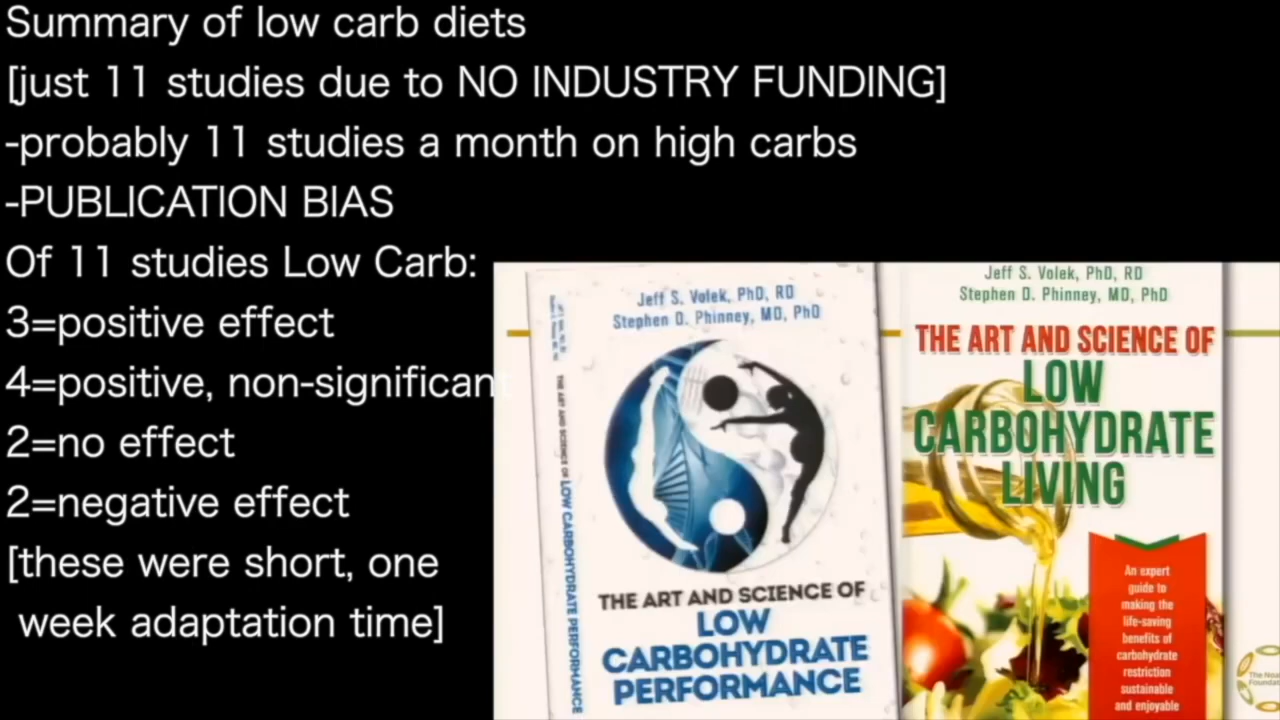 Summary of low carb diets
[just 11 studies due to NO INDUSTRY FUNDING]
-probably 11 studies a month on high carbs
-PUBLICATION BIAS
Of 11 studies Low Carb:
3=positive effect
4=positive, non-significant
2=no effect
2=negative effect
[these were short, one
week adaptation time]
Jeff S. Volek, PhD, RD
Stephen D. Phinney, MD, PhD
THE ART AND SCIENCE OF
LOW
CARBOHYDRATE
PERFORMANCE
THE ART AND SCIENCE OF LOW CARBOHYDRATE PERFORMANCE
Jeff S. Volek, PhD, RD
Stephen D. Phinney, MD, PhD
THE ART AND SCIENCE OF
LOW
CARBOHYDRATE
LIVING
An expert
guide to
making the
life-saving
benefits of
carbohydrate
restriction
sustainable
and enjoyable
The